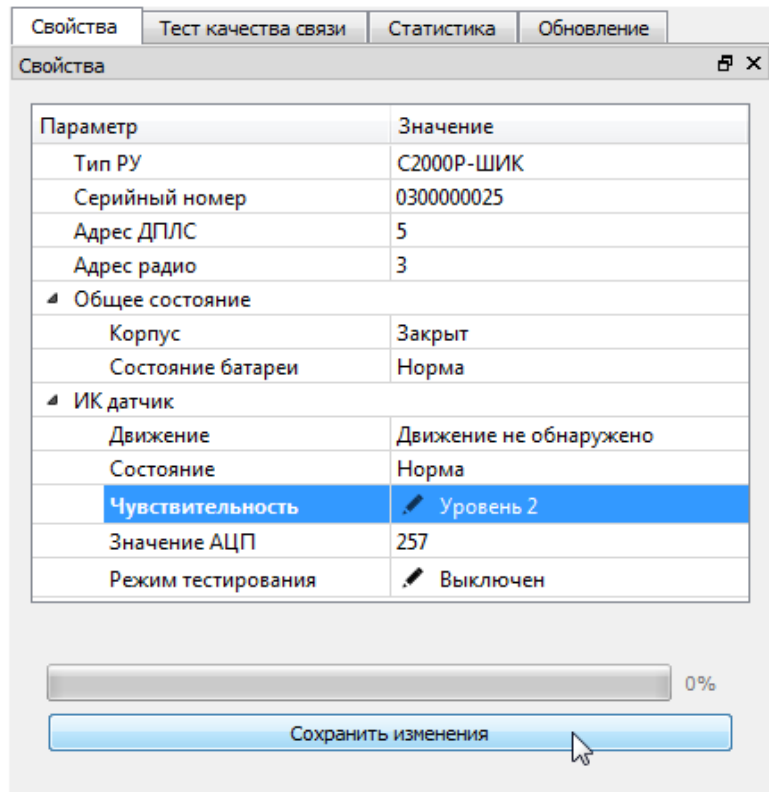 Свойства Тест качества связи Статистика Обновление
Свойства
Параметр Значение
Тип РУ С2000Р-ШИК
Серийный номер 0300000025
Адрес ДПЛС 5
Адрес радио 3
Общее состояние
Корпус Закрыт
Состояние батареи Норма
ИК датчик
Движение Движение не обнаружено
Состояние Норма
Чувствительность Уровень 2
Значение АЦП 257
Режим тестирования Выключен
0%
Сохранить изменения